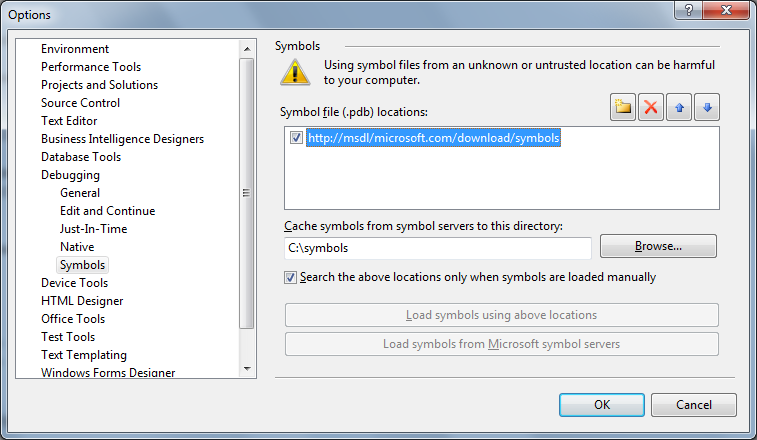 Options
Environment
Performance Tools
Projects and Solutions
Source Control
Text Editor
Business Intelligence Designers
Database Tools
Debugging
General
Edit and Continue
Just-In-Time
Native
Symbols
Device Tools
HTML Designer
Office Tools
Test Tools
Text Templating
Windows Forms Designer
Symbols
Using symbol files from an unknown or untrusted location can be harmful
to your computer.
Symbol file (.pdb) locations:
http://msdl/microsoft.com/download/symbols
Cache symbols from symbol servers to this directory:
C:\symbols
Browse...
Search the above locations only when symbols are loaded manually
Load symbols using above locations
Load symbols from Microsoft symbol servers
OK
Cancel